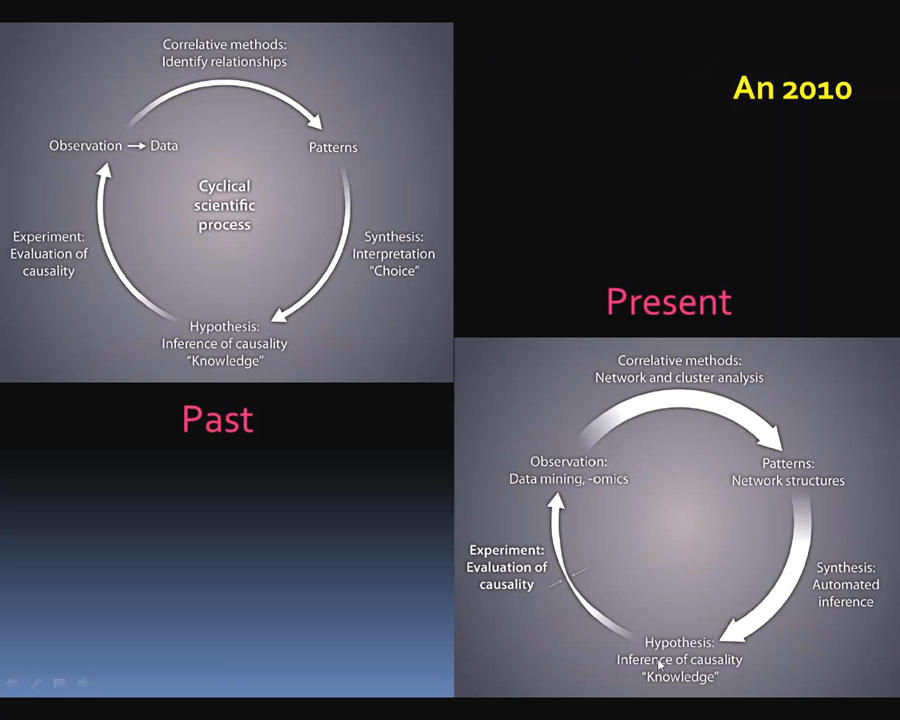 Correlative methods:
Identify relationships
Observation → Data
Patterns
Cyclical
scientific
process
Experiment:
Evaluation of
causality
Synthesis:
Interpretation
“Choice”
Hypothesis:
Inference of causality
“Knowledge”
Past
An 2010
Present
Correlative methods:
Network and cluster analysis
Observation:
Data mining, -omics
Patterns:
Network structures
Experiment:
Evaluation of
causality
Synthesis:
Automated
inference
Hypothesis:
Inference of causality
“Knowledge”